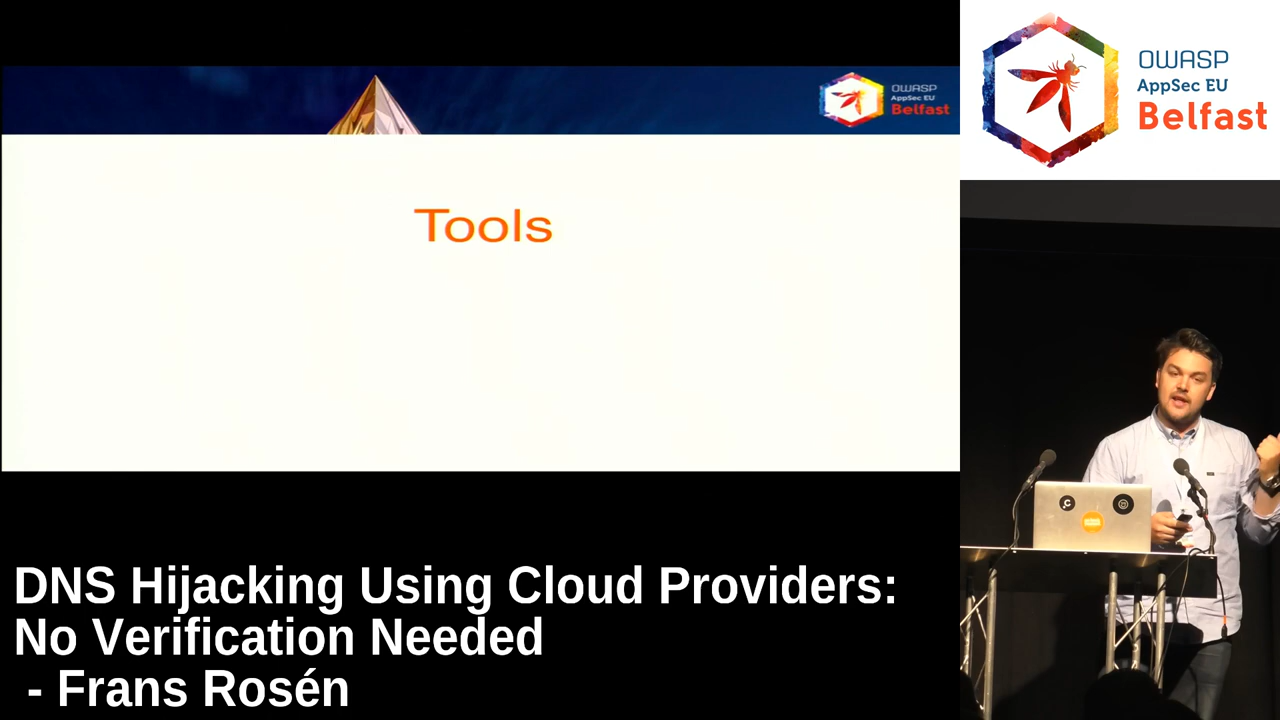 OWASP
AppSec EU
Belfast
Tools
OWASP
AppSec EU
Belfast
DNS Hijacking Using Cloud Providers:
No Verification Needed
- Frans Rosén